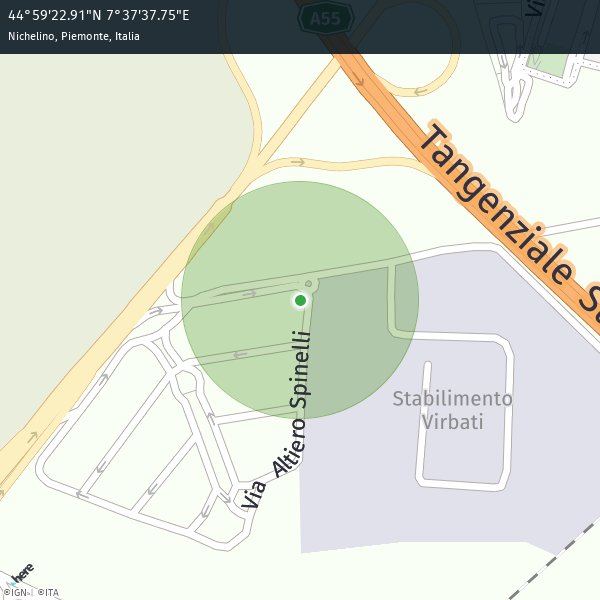 44°59'22.91"N 7°37'37.75"E
Nichelino, Piemonte, Italia
A55
Vi
Tangenziale Su
Via Altiero Spinelli
Stabilimento
Virbati
here
©IGN | ©ITA